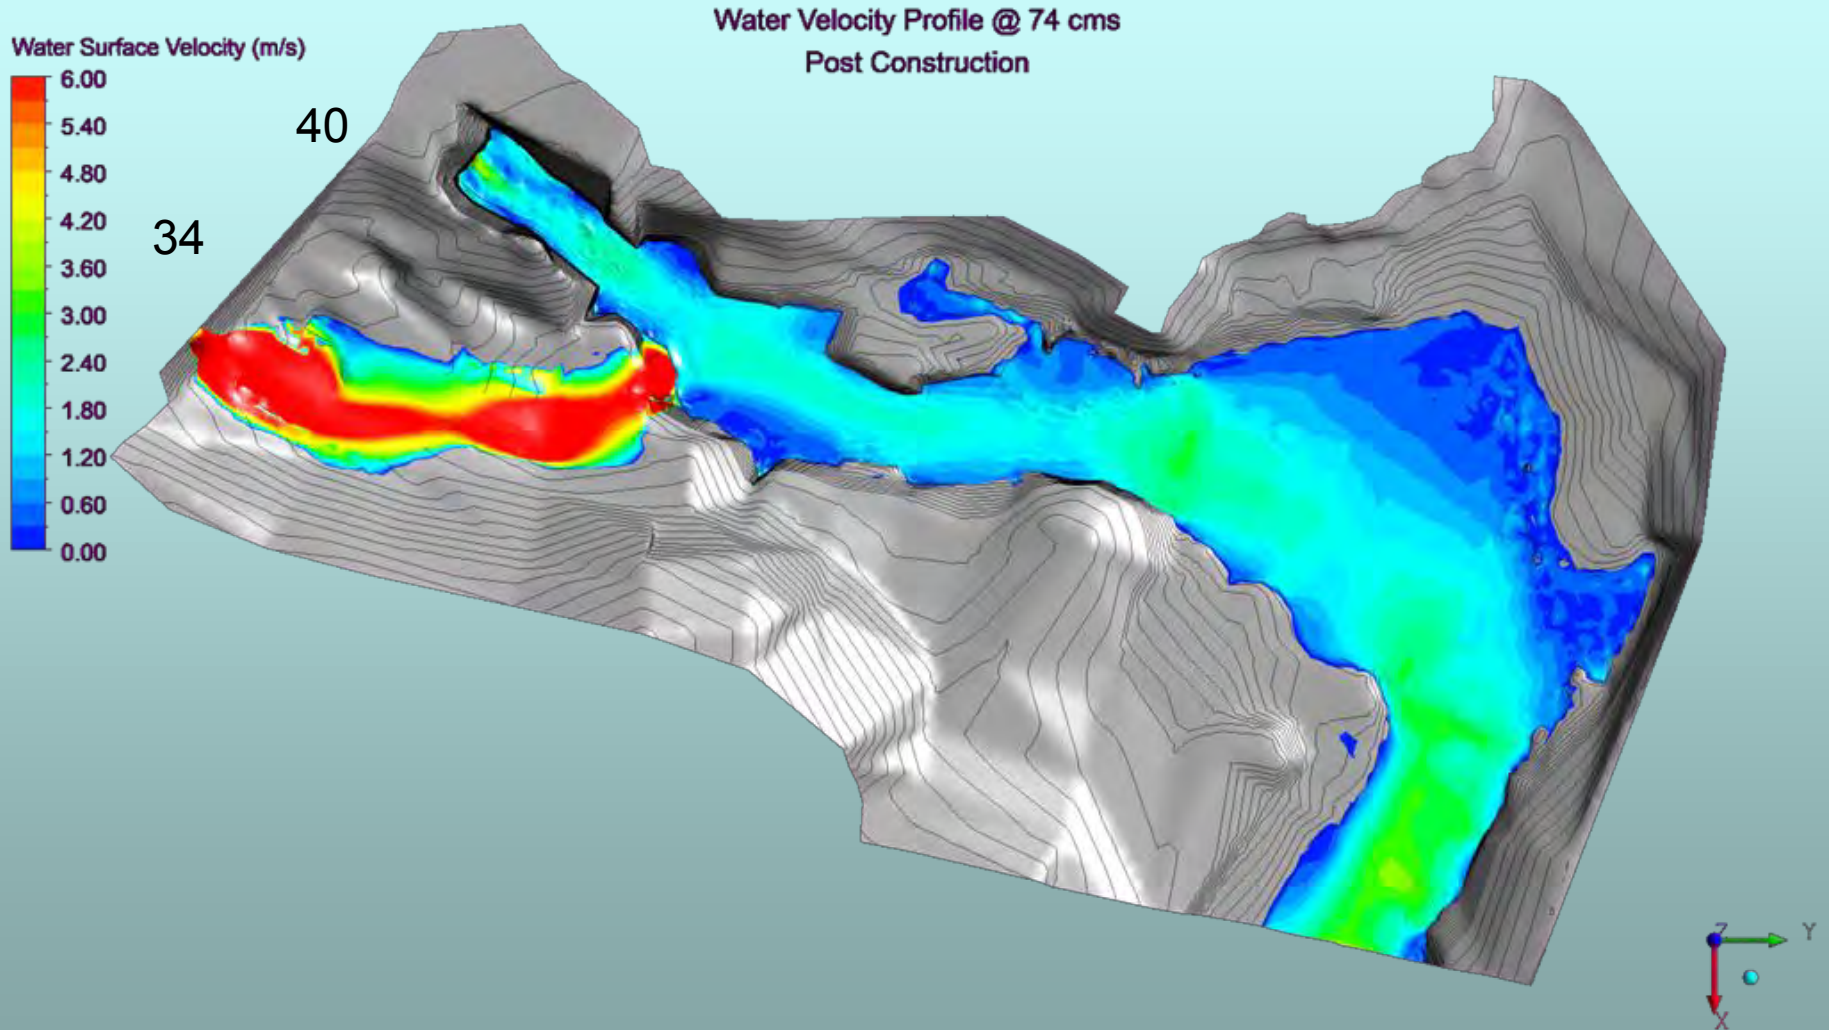 Water Velocity Profile @ 74 cms
Post Construction
Water Surface Velocity (m/s)
6.00
5.40
4.80
4.20
3.60
3.00
2.40
1.80
1.20
0.60
0.00
40
34
Z
Y
X